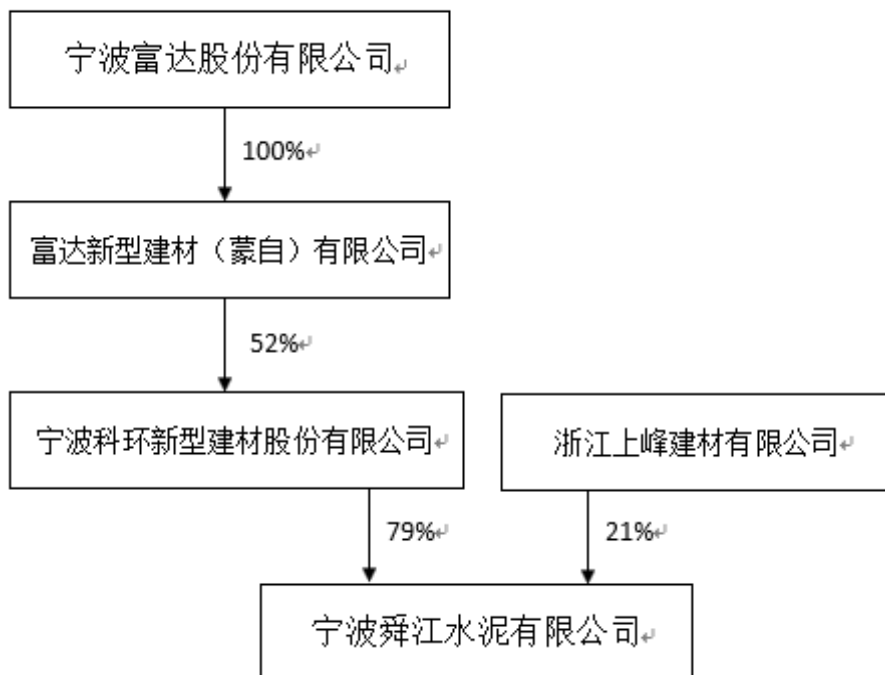 宁波富达股份有限公司
100%
富达新型建材（蒙自）有限公司
52%
宁波科环新型建材股份有限公司
浙江上峰建材有限公司
79%
21%
宁波舜江水泥有限公司